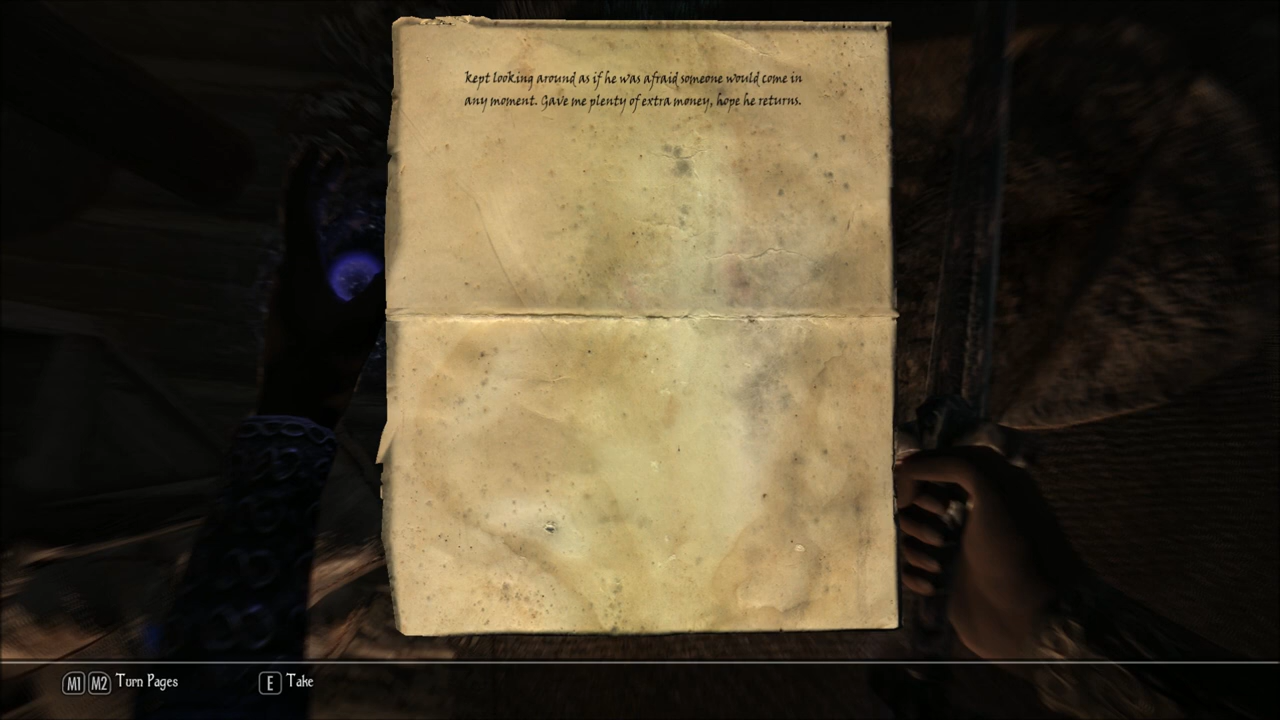 kept looking around as if he was afraid someone would come in
any moment. Gave me plenty of extra money, hope he returns.
M1 M2 Turn Pages
E Take